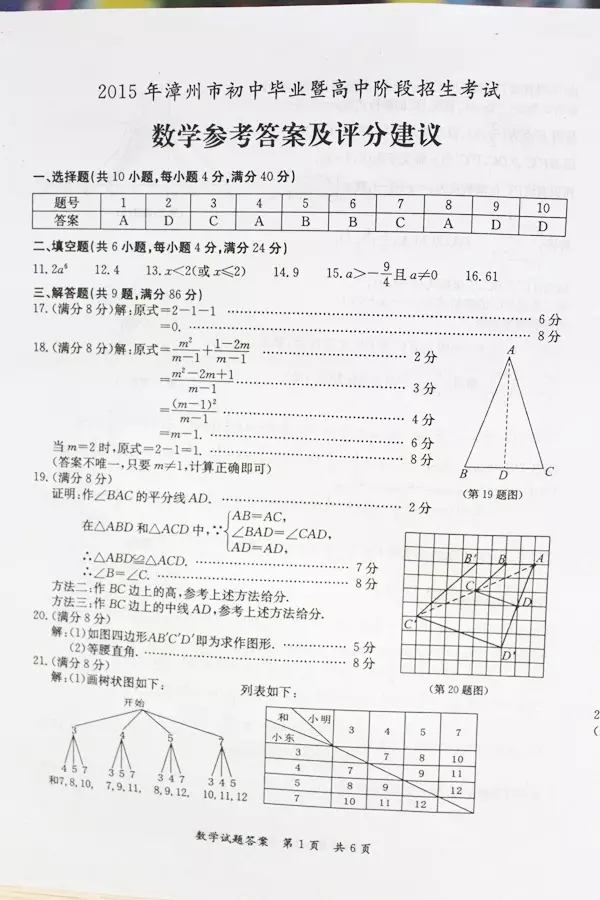 2015年漳州市初中毕业暨高中阶段招生考试
数学参考答案及评分建议
一、选择题(共10小题,每小题4分,满分40分)
题号 1 2 3 4 5 6 7 8 9 10
答案 A D C A B B C A D D
二、填空题(共6小题,每小题4分,满分24分)
11.2a⁶ 12.4 13.x<2(或x≤2) 14.9 15.a>-9/4且a≠0 16.61
三、解答题(共9题,满分86分)
17.(满分8分)解:原式=2-1-1 ………… 6分
=0. ………… 8分
18.(满分8分)解:原式=m²/(m-1)+(1-2m)/(m-1) ………… 2分
=(m²-2m+1)/(m-1) ………… 3分
=(m-1)²/(m-1) ………… 4分
=m-1. ………… 6分
当m=2时,原式=2-1=1. ………… 8分
(答案不唯一,只要m≠1,计算正确即可)
A
B D C
(第19题图)
19.(满分8分)
证明:作∠BAC的平分线AD. ………… 2分
在△ABD和△ACD中,∵{AB=AC,
∠BAD=∠CAD,
AD=AD,
∴△ABD≌△ACD. ………… 7分
∴∠B=∠C. ………… 8分
方法二:作BC边上的高,参考上述方法给分.
方法三:作BC边上的中线AD,参考上述方法给分.
20.(满分8分)
解:(1)如图四边形AB′C′D′即为求作图形. ………… 5分
(2)等腰直角. ………… 8分
B′ B A
C
D
C′
D′
(第20题图)
21.(满分8分)
解:(1)画树状图如下: 列表如下:
开始
3 4 5 7
4 5 7 3 5 7 3 4 7 3 4 5
和7,8,10, 7,9,11, 8,9,12, 10,11,12
和 小明 3 4 5 7
小东
3 7 8 10
4 7 9 11
5 8 9 12
7 10 11 12
数学试题答案 第1页 共6页
2
(